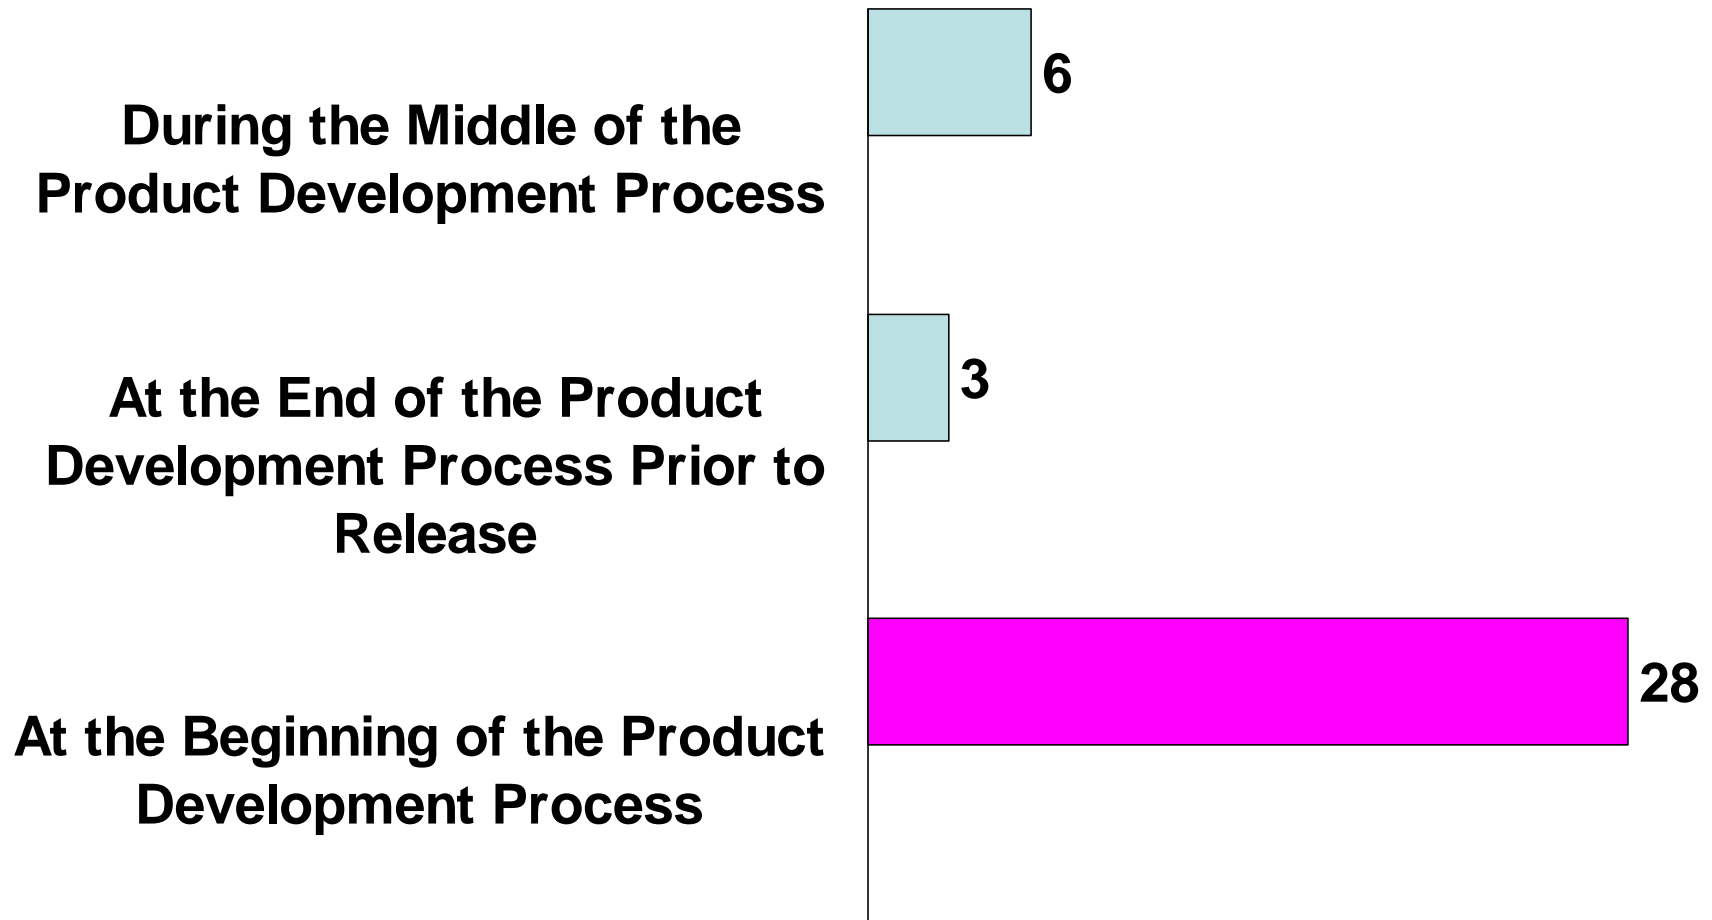 6
During the Middle of the
Product Development Process
3
At the End of the Product
Development Process Prior to
Release
28
At the Beginning of the Product
Development Process